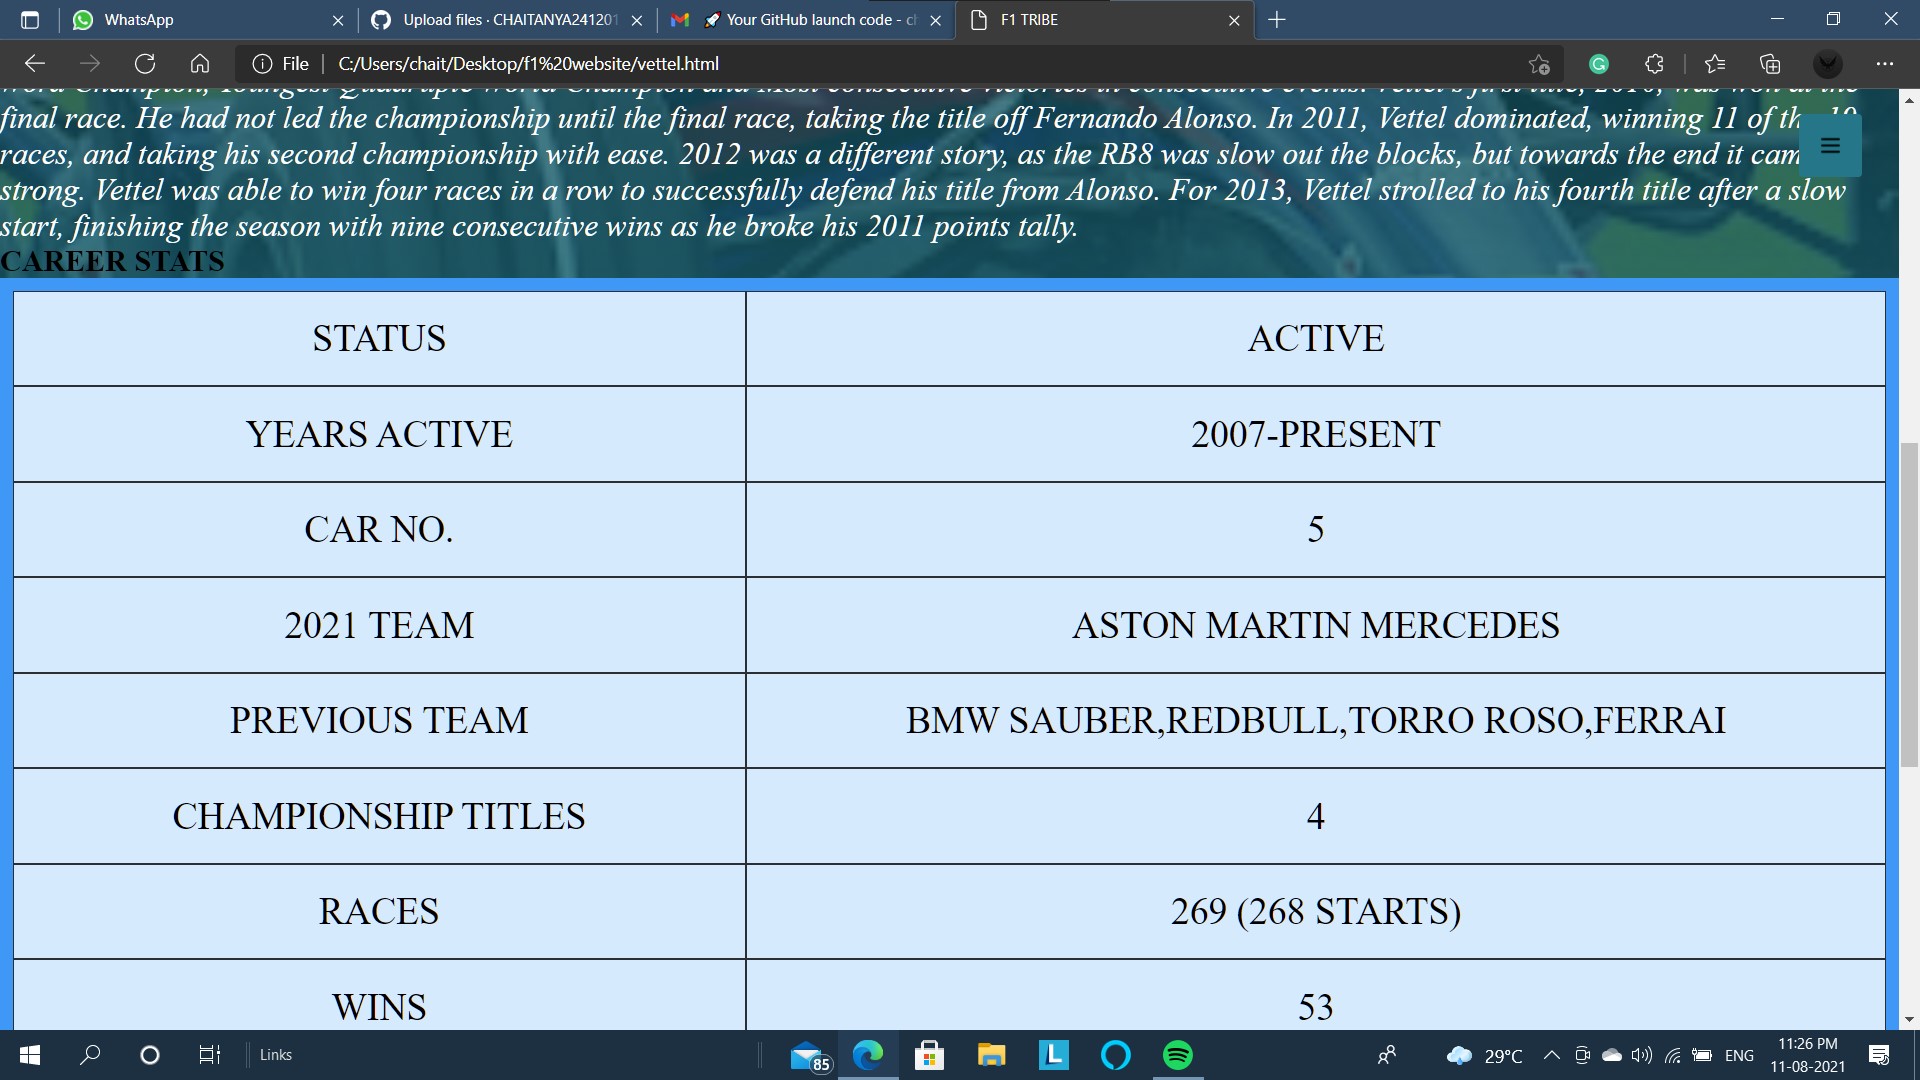 WhatsApp
Upload files · CHAITANYA241201
Your GitHub launch code - ch
F1 TRIBE
File
C:/Users/chait/Desktop/f1%20website/vettel.html
final race. He had not led the championship until the final race, taking the title off Fernando Alonso. In 2011, Vettel dominated, winning 11 of
races, and taking his second championship with ease. 2012 was a different story, as the RB8 was slow out the blocks, but towards the end it
strong. Vettel was able to win four races in a row to successfully defend his title from Alonso. For 2013, Vettel strolled to his fourth title after a slow
start, finishing the season with nine consecutive wins as he broke his 2011 points tally.
CAREER STATS
STATUS ACTIVE
YEARS ACTIVE 2007-PRESENT
CAR NO. 5
2021 TEAM ASTON MARTIN MERCEDES
PREVIOUS TEAM BMW SAUBER,REDBULL,TORRO ROSO,FERRAI
CHAMPIONSHIP TITLES 4
RACES 269 (268 STARTS)
WINS 53
Links
85
L
29°C
ENG
11:26 PM
11-08-2021